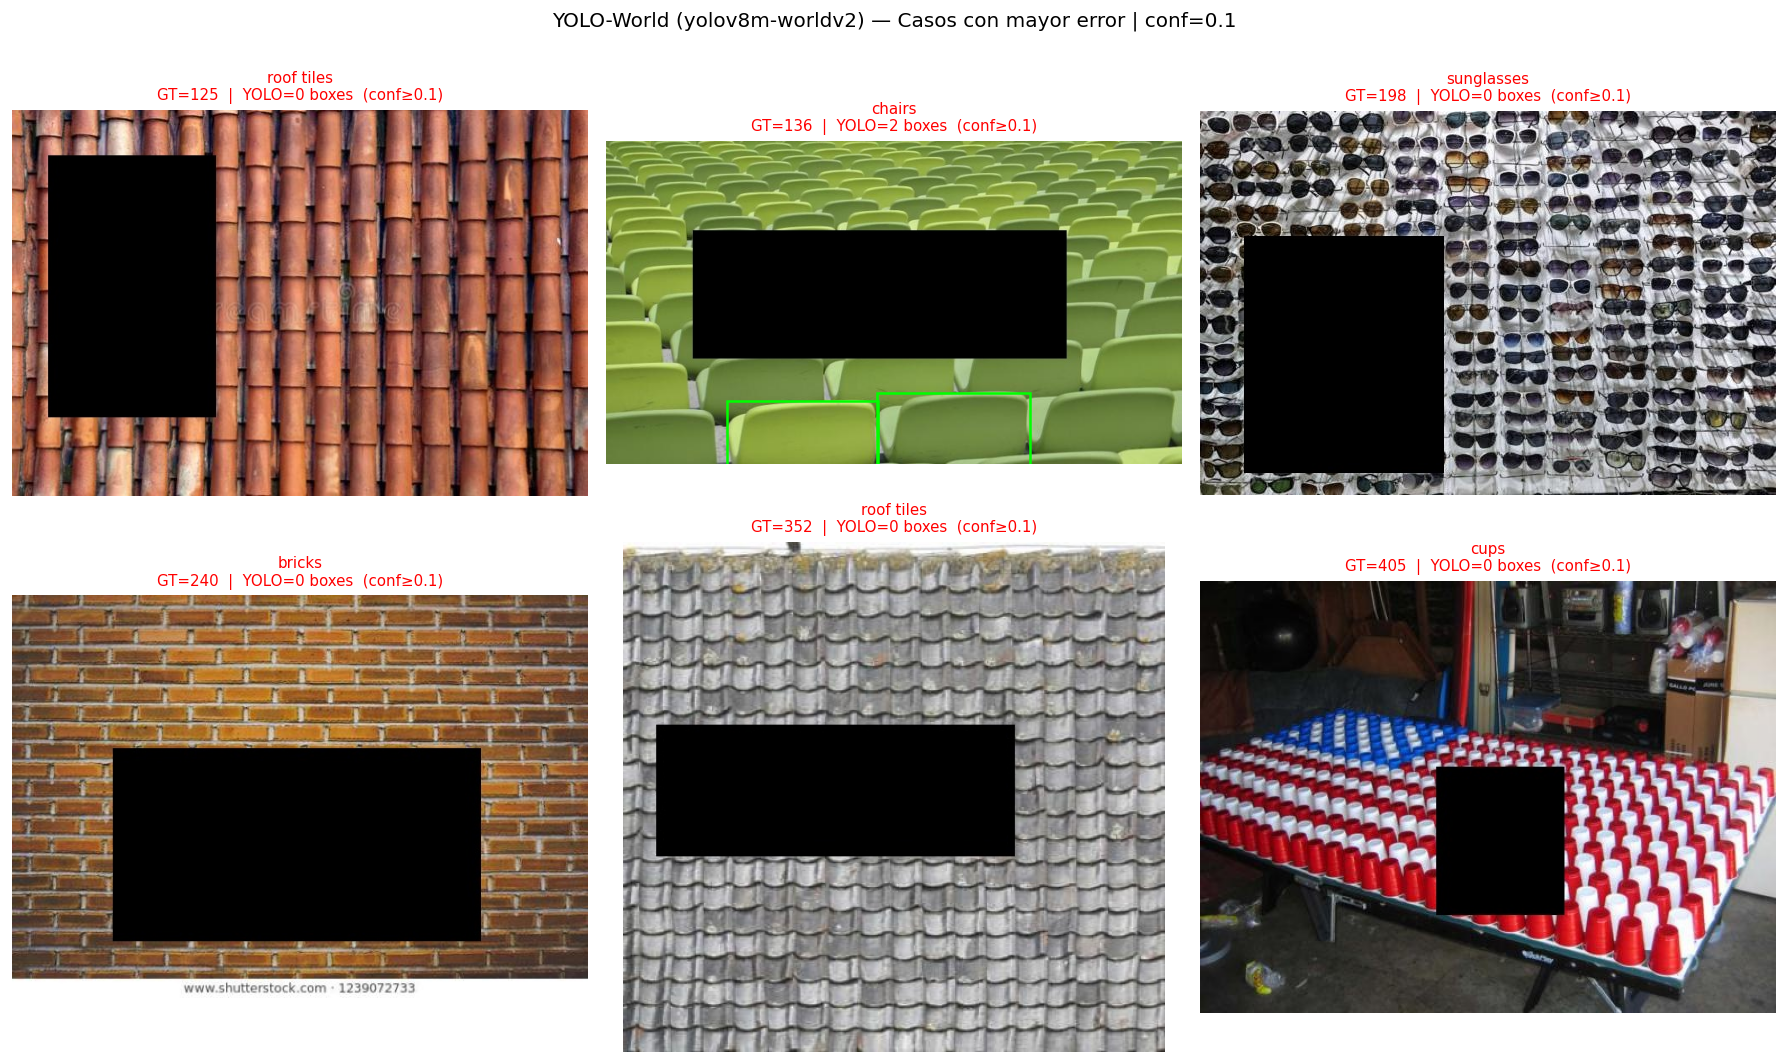 YOLO-World (yolov8m-worldv2) — Casos con mayor error | conf=0.1
roof tiles
GT=125 | YOLO=0 boxes (conf≥0.1)
chairs
GT=136 | YOLO=2 boxes (conf≥0.1)
sunglasses
GT=198 | YOLO=0 boxes (conf≥0.1)
bricks
GT=240 | YOLO=0 boxes (conf≥0.1)
www.shutterstock.com · 1239072733
roof tiles
GT=352 | YOLO=0 boxes (conf≥0.1)
cups
GT=405 | YOLO=0 boxes (conf≥0.1)